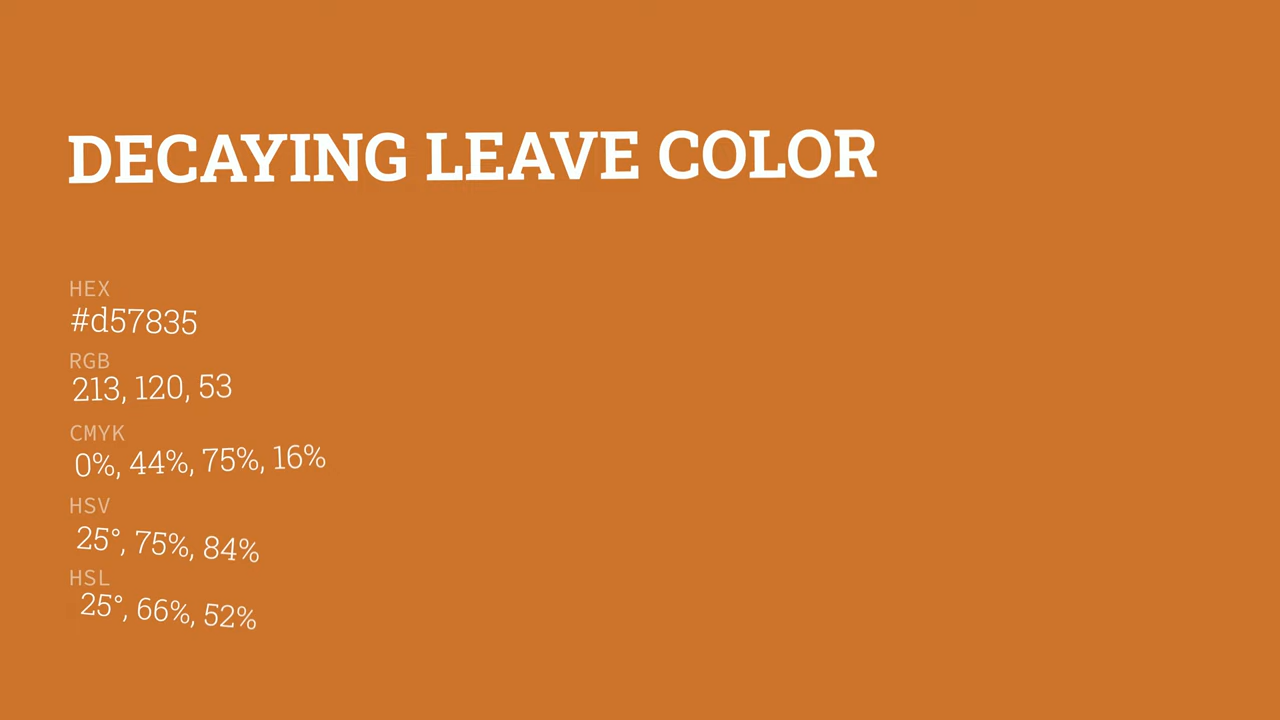 DECAYING LEAVE COLOR
HEX
#d57835
RGB
213, 120, 53
CMYK
0%, 44%, 75%, 16%
HSV
25°, 75%, 84%
HSL
25°, 66%, 52%